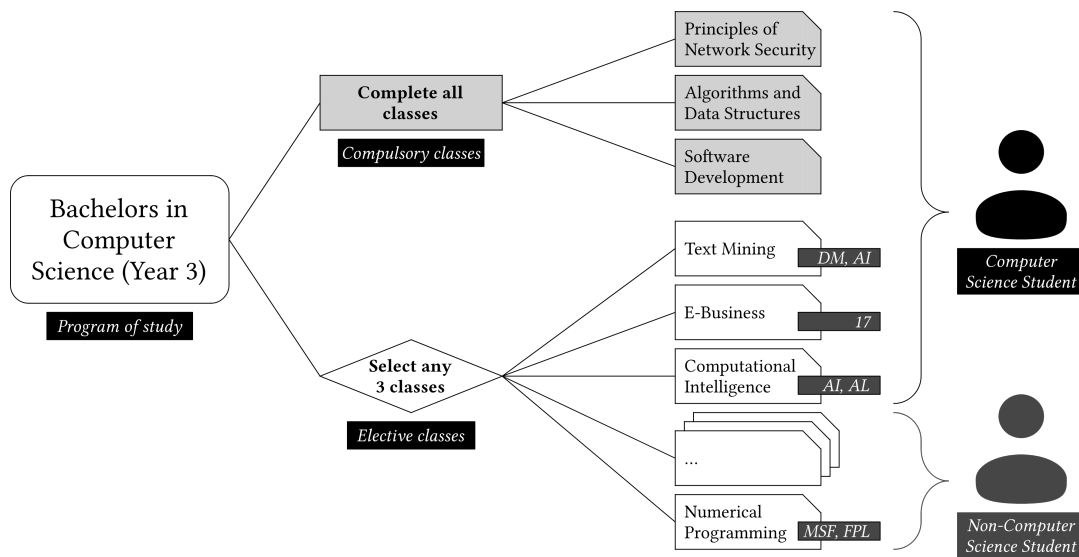 Bachelors in
Computer
Science (Year 3)
Program of study
Complete all
classes
Compulsory classes
Select any
3 classes
Elective classes
Principles of
Network Security
Algorithms and
Data Structures
Software
Development
Text Mining
DM, AI
E-Business
17
Computational
Intelligence
AI, AL
...
Numerical
Programming
MSF, FPL
Computer
Science Student
Non-Computer
Science Student